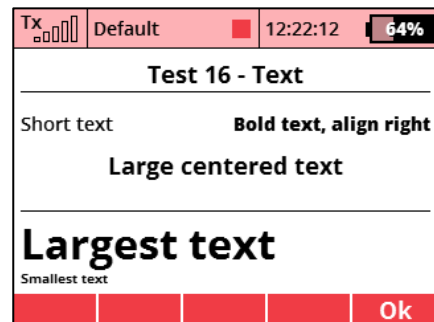 Tx Default 12:22:12 64%
Test 16 - Text
Short text Bold text, align right
Large centered text
Largest text
Smallest text
Ok